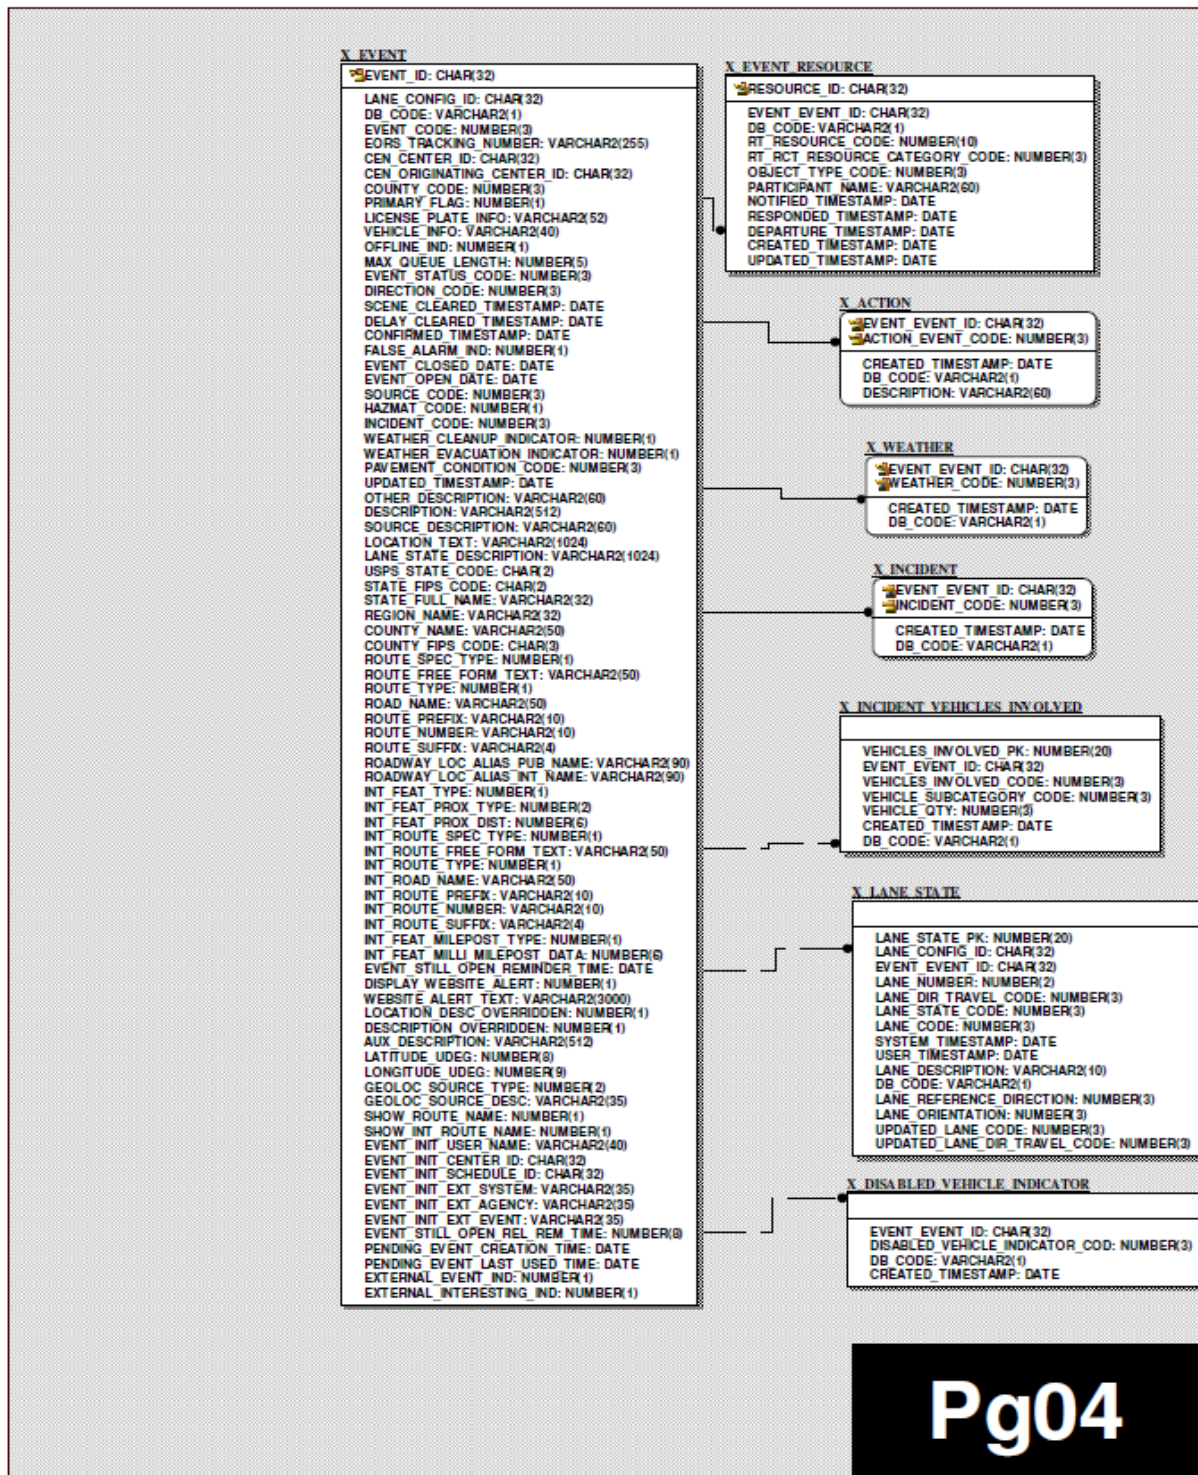 X_EVENT
EVENT_ID: CHAR(32)
LANE_CONFIG_ID: CHAR(32)
DB_CODE: VARCHAR2(1)
EVENT_CODE: NUMBER(3)
EORS_TRACKING_NUMBER: VARCHAR2(255)
CEN_CENTER_ID: CHAR(32)
CEN_ORIGINATING_CENTER_ID: CHAR(32)
COUNTY_CODE: NUMBER(3)
PRIMARY_FLAG: NUMBER(1)
LICENSE_PLATE_INFO: VARCHAR2(52)
VEHICLE_INFO: VARCHAR2(40)
OFFLINE_IND: NUMBER(1)
MAX_QUEUE_LENGTH: NUMBER(5)
EVENT_STATUS_CODE: NUMBER(3)
DIRECTION_CODE: NUMBER(3)
SCENE_CLEARED_TIMESTAMP: DATE
DELAY_CLEARED_TIMESTAMP: DATE
CONFIRMED_TIMESTAMP: DATE
FALSE_ALARM_IND: NUMBER(1)
EVENT_CLOSED_DATE: DATE
EVENT_OPEN_DATE: DATE
SOURCE_CODE: NUMBER(3)
HAZMAT_CODE: NUMBER(1)
INCIDENT_CODE: NUMBER(3)
WEATHER_CLEANUP_INDICATOR: NUMBER(1)
WEATHER_EVACUATION_INDICATOR: NUMBER(1)
PAVEMENT_CONDITION_CODE: NUMBER(3)
UPDATED_TIMESTAMP: DATE
OTHER_DESCRIPTION: VARCHAR2(60)
DESCRIPTION: VARCHAR2(512)
SOURCE_DESCRIPTION: VARCHAR2(60)
LOCATION_TEXT: VARCHAR2(1024)
LANE_STATE_DESCRIPTION: VARCHAR2(1024)
USPS_STATE_CODE: CHAR(2)
STATE_FIPS_CODE: CHAR(2)
STATE_FULL_NAME: VARCHAR2(32)
REGION_NAME: VARCHAR2(32)
COUNTY_NAME: VARCHAR2(50)
COUNTY_FIPS_CODE: CHAR(3)
ROUTE_SPEC_TYPE: NUMBER(1)
ROUTE_FREE_FORM_TEXT: VARCHAR2(50)
ROUTE_TYPE: NUMBER(1)
ROAD_NAME: VARCHAR2(50)
ROUTE_PREFIX: VARCHAR2(10)
ROUTE_NUMBER: VARCHAR2(10)
ROUTE_SUFFIX: VARCHAR2(4)
ROADWAY_LOC_ALIAS_PUB_NAME: VARCHAR2(90)
ROADWAY_LOC_ALIAS_INT_NAME: VARCHAR2(90)
INT_FEAT_TYPE: NUMBER(1)
INT_FEAT_PROX_TYPE: NUMBER(2)
INT_FEAT_PROX_DIST: NUMBER(6)
INT_ROUTE_SPEC_TYPE: NUMBER(1)
INT_ROUTE_FREE_FORM_TEXT: VARCHAR2(50)
INT_ROUTE_TYPE: NUMBER(1)
INT_ROAD_NAME: VARCHAR2(50)
INT_ROUTE_PREFIX: VARCHAR2(10)
INT_ROUTE_NUMBER: VARCHAR2(10)
INT_ROUTE_SUFFIX: VARCHAR2(4)
INT_FEAT_MILEPOST_TYPE: NUMBER(1)
INT_FEAT_MILLI_MILEPOST_DATA: NUMBER(6)
EVENT_STILL_OPEN_REMINDER_TIME: DATE
DISPLAY_WEBSITE_ALERT: NUMBER(1)
WEBSITE_ALERT_TEXT: VARCHAR2(3000)
LOCATION_DESC_OVERRIDDEN: NUMBER(1)
DESCRIPTION_OVERRIDDEN: NUMBER(1)
AUX_DESCRIPTION: VARCHAR2(512)
LATITUDE_UDEG: NUMBER(8)
LONGITUDE_UDEG: NUMBER(9)
GEOLOC_SOURCE_TYPE: NUMBER(2)
GEOLOC_SOURCE_DESC: VARCHAR2(35)
SHOW_ROUTE_NAME: NUMBER(1)
SHOW_INT_ROUTE_NAME: NUMBER(1)
EVENT_INIT_USER_NAME: VARCHAR2(40)
EVENT_INIT_CENTER_ID: CHAR(32)
EVENT_INIT_SCHEDULE_ID: CHAR(32)
EVENT_INIT_EXT_SYSTEM: VARCHAR2(35)
EVENT_INIT_EXT_AGENCY: VARCHAR2(35)
EVENT_INIT_EXT_EVENT: VARCHAR2(35)
EVENT_STILL_OPEN_REL_REM_TIME: NUMBER(8)
PENDING_EVENT_CREATION_TIME: DATE
PENDING_EVENT_LAST_USED_TIME: DATE
EXTERNAL_EVENT_IND: NUMBER(1)
EXTERNAL_INTERESTING_IND: NUMBER(1)
X_EVENT_RESOURCE
RESOURCE_ID: CHAR(32)
EVENT_EVENT_ID: CHAR(32)
DB_CODE: VARCHAR2(1)
RT_RESOURCE_CODE: NUMBER(10)
RT_RCT_RESOURCE_CATEGORY_CODE: NUMBER(3)
OBJECT_TYPE_CODE: NUMBER(3)
PARTICIPANT_NAME: VARCHAR2(60)
NOTIFIED_TIMESTAMP: DATE
RESPONDED_TIMESTAMP: DATE
DEPARTURE_TIMESTAMP: DATE
CREATED_TIMESTAMP: DATE
UPDATED_TIMESTAMP: DATE
X_ACTION
EVENT_EVENT_ID: CHAR(32)
ACTION_EVENT_CODE: NUMBER(3)
CREATED_TIMESTAMP: DATE
DB_CODE: VARCHAR2(1)
DESCRIPTION: VARCHAR2(60)
X_WEATHER
EVENT_EVENT_ID: CHAR(32)
WEATHER_CODE: NUMBER(3)
CREATED_TIMESTAMP: DATE
DB_CODE: VARCHAR2(1)
X_INCIDENT
EVENT_EVENT_ID: CHAR(32)
INCIDENT_CODE: NUMBER(3)
CREATED_TIMESTAMP: DATE
DB_CODE: VARCHAR2(1)
X_INCIDENT_VEHICLES_INVOLVED
VEHICLES_INVOLVED_PK: NUMBER(20)
EVENT_EVENT_ID: CHAR(32)
VEHICLES_INVOLVED_CODE: NUMBER(3)
VEHICLE_SUBCATEGORY_CODE: NUMBER(3)
VEHICLE_QTY: NUMBER(3)
CREATED_TIMESTAMP: DATE
DB_CODE: VARCHAR2(1)
X_LANE_STATE
LANE_STATE_PK: NUMBER(20)
LANE_CONFIG_ID: CHAR(32)
EVENT_EVENT_ID: CHAR(32)
LANE_NUMBER: NUMBER(2)
LANE_DIR_TRAVEL_CODE: NUMBER(3)
LANE_STATE_CODE: NUMBER(3)
LANE_CODE: NUMBER(3)
SYSTEM_TIMESTAMP: DATE
USER_TIMESTAMP: DATE
LANE_DESCRIPTION: VARCHAR2(10)
DB_CODE: VARCHAR2(1)
LANE_REFERENCE_DIRECTION: NUMBER(3)
LANE_ORIENTATION: NUMBER(3)
UPDATED_LANE_CODE: NUMBER(3)
UPDATED_LANE_DIR_TRAVEL_CODE: NUMBER(3)
X_DISABLED_VEHICLE_INDICATOR
EVENT_EVENT_ID: CHAR(32)
DISABLED_VEHICLE_INDICATOR_COD: NUMBER(3)
DB_CODE: VARCHAR2(1)
CREATED_TIMESTAMP: DATE
Pg04